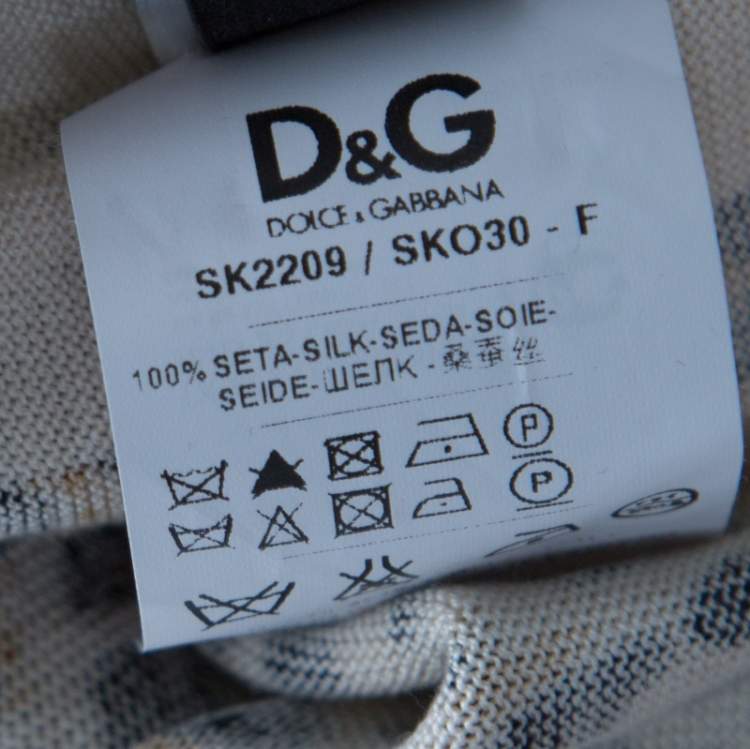 D&G
DOLCE & GABBANA
SK2209 / SKO30 - F
100% SETA-SILK-SEDA-SOIE-
SEIDE-ШЕЛК - 桑蚕丝
P
P